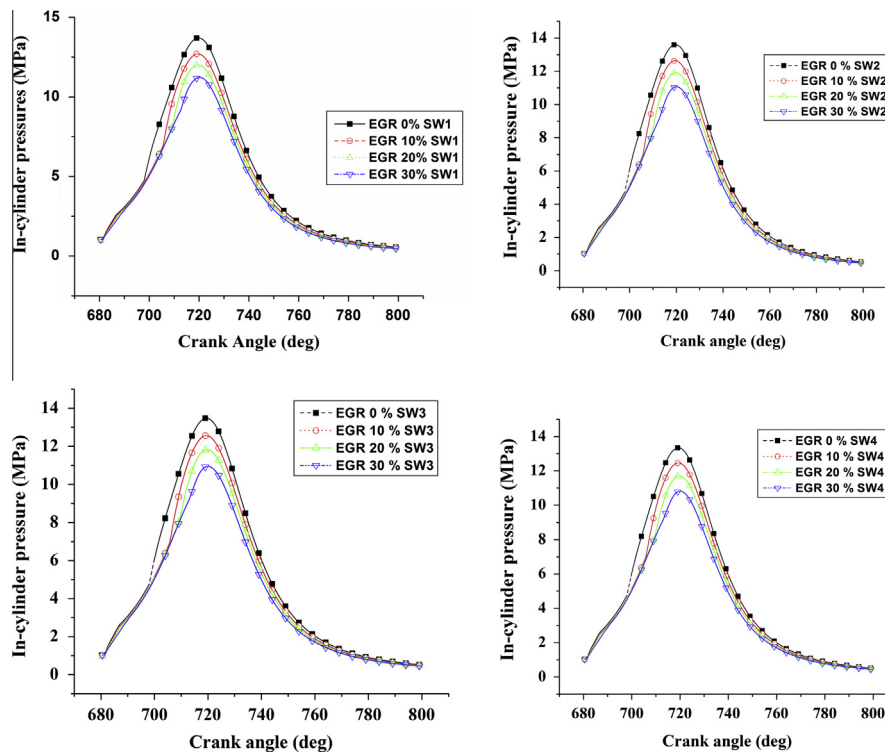 In-cylinder pressures (MPa)
15
10
5
0
EGR 0% SW1
EGR 10% SW1
EGR 20% SW1
EGR 30% SW1
680 700 720 740 760 780 800
Crank Angle (deg)
In-cylinder pressure (MPa)
14
12
10
8
6
4
2
0
EGR 0 % SW2
EGR 10 % SW2
EGR 20 % SW2
EGR 30 % SW2
680 700 720 740 760 780 800
Crank angle (deg)
In-cylinder pressure (MPa)
14
12
10
8
6
4
2
0
EGR 0 % SW3
EGR 10 % SW3
EGR 20 % SW3
EGR 30 % SW3
680 700 720 740 760 780 800
Crank angle (deg)
In-cylinder pressure (MPa)
14
12
10
8
6
4
2
0
EGR 0 % SW4
EGR 10 % SW4
EGR 20 % SW4
EGR 30 % SW4
680 700 720 740 760 780 800
Crank angle (deg)